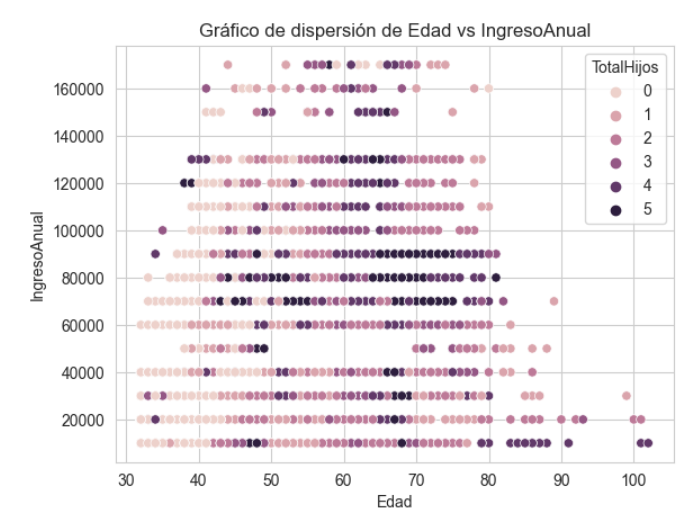 Gráfico de dispersión de Edad vs IngresoAnual
TotalHijos
0
1
2
3
4
5
160000
140000
120000
100000
80000
60000
40000
20000
IngresoAnual
30 40 50 60 70 80 90 100
Edad